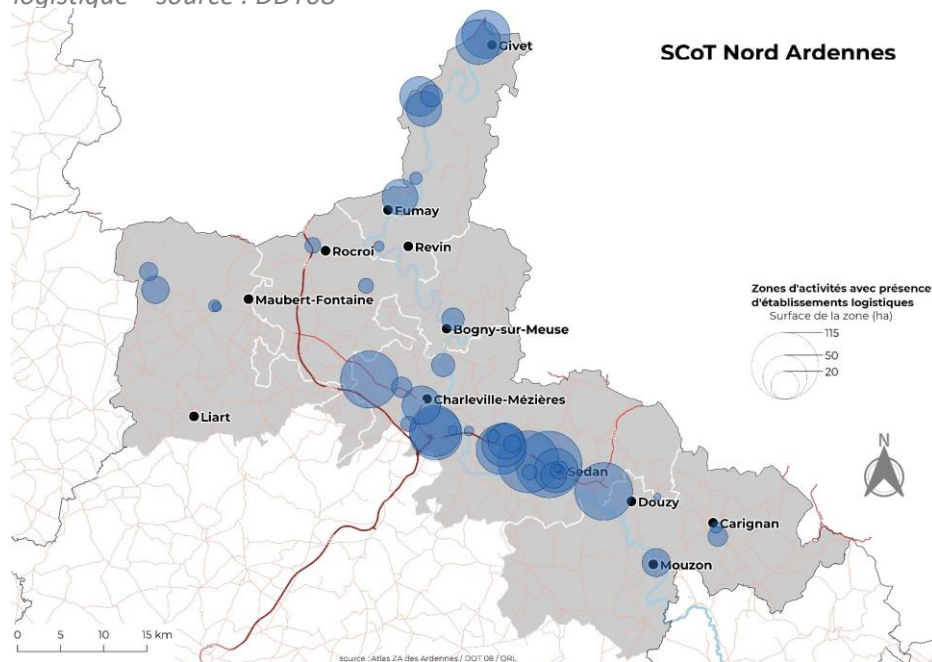 logistique – source : DDT08
SCoT Nord Ardennes
Givet
Fumay
Revin
Rocroi
Maubert-Fontaine
Bogny-sur-Meuse
Zones d'activités avec présence
d'établissements logistiques
Surface de la zone (ha)
115
50
20
Charleville-Mézières
Liart
Sedan
N
Douzy
Carignan
Mouzon
0 5 10 15 km
source : Atlas ZA des Ardennes / DDT 08 / ORL